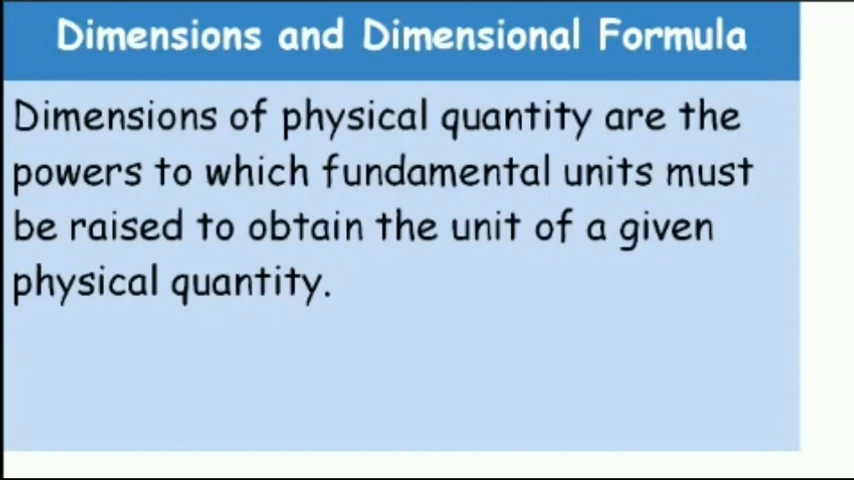 Dimensions and Dimensional Formula
Dimensions of physical quantity are the
powers to which fundamental units must
be raised to obtain the unit of a given
physical quantity.